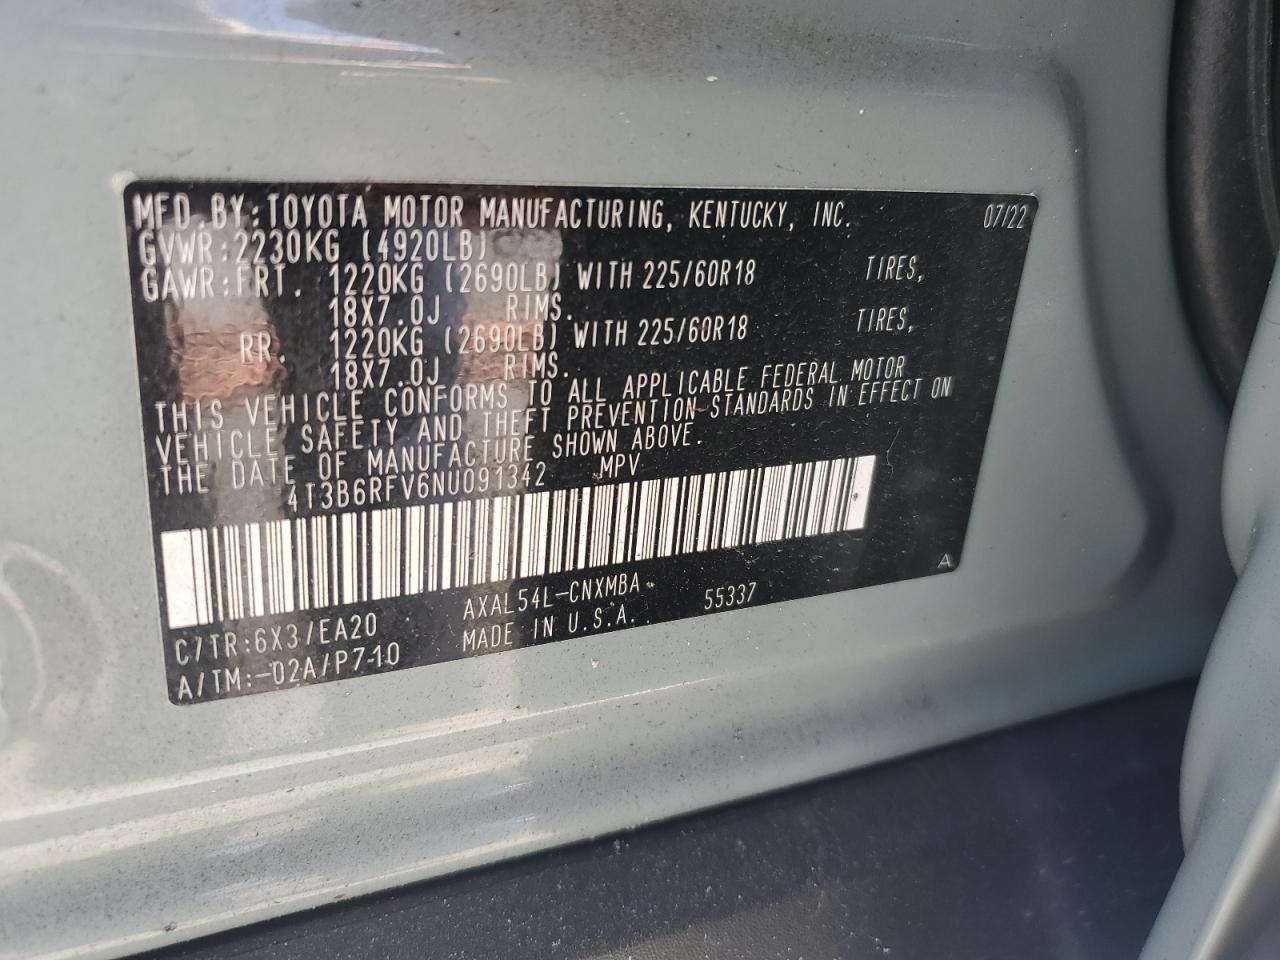 MFD.BY:TOYOTA MOTOR MANUFACTURING, KENTUCKY, INC. 07/22
GVWR:2230KG (4920LB)
GAWR:FRT. 1220KG (2690LB) WITH 225/60R18 TIRES,
18X7.0J RIMS.
RR. 1220KG (2690LB) WITH 225/60R18 TIRES,
18X7.0J RIMS.
THIS VEHICLE CONFORMS TO ALL APPLICABLE FEDERAL MOTOR
VEHICLE SAFETY AND THEFT PREVENTION STANDARDS IN EFFECT ON
THE DATE OF MANUFACTURE SHOWN ABOVE.
4T3B6RFV6NU091342 MPV
C/TR:6X3/EA20 AXAL54L-CNXMBA 55337 A
A/TM:-02A/P710 MADE IN U.S.A.